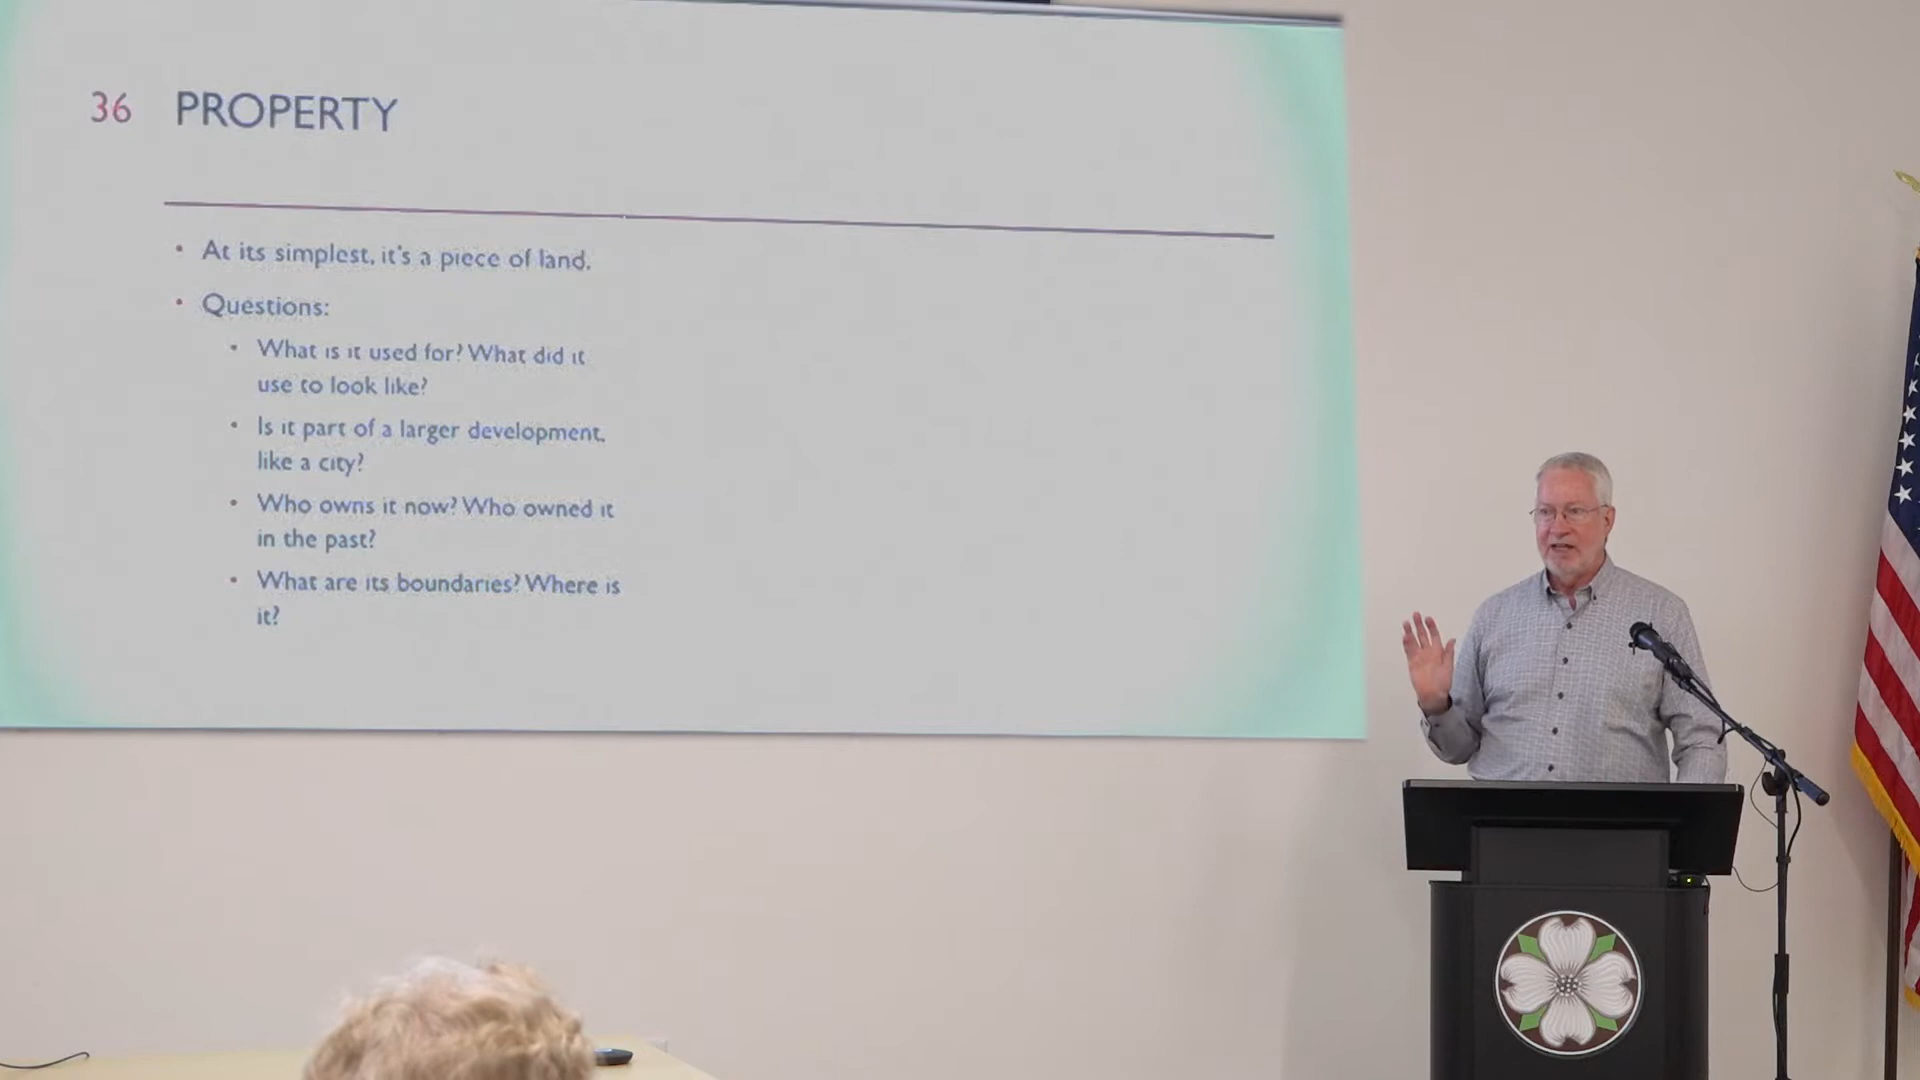 36 PROPERTY
• At its simplest, it's a piece of land.
• Questions:
• What is it used for? What did it
use to look like?
• Is it part of a larger development,
like a city?
• Who owns it now? Who owned it
in the past?
• What are its boundaries? Where is
it?